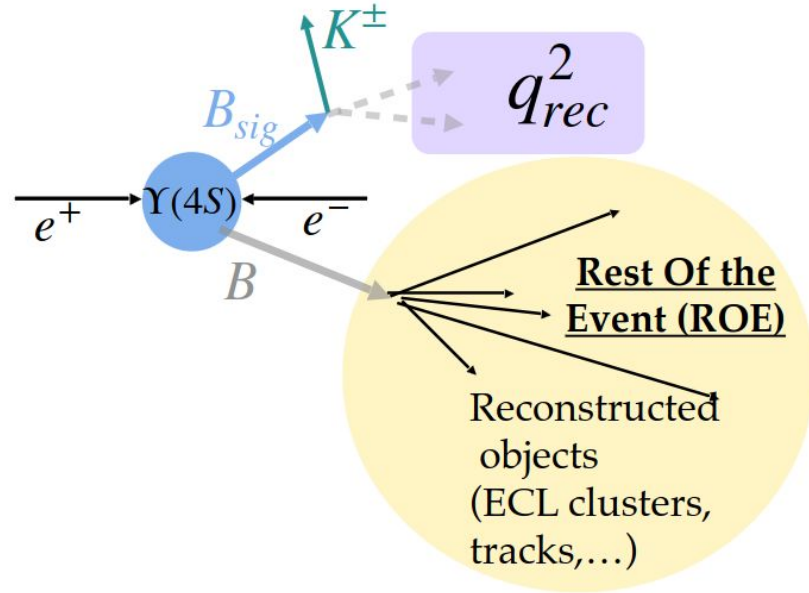 K±
q²rec
Bsig
ϒ(4S)
e⁺
e⁻
B
Rest Of the
Event (ROE)
Reconstructed
objects
(ECL clusters,
tracks,…)